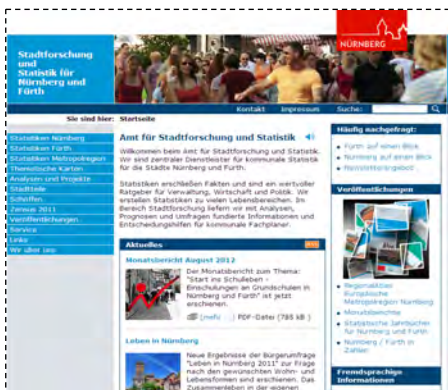 NÜRNBERG
Stadtforschung
und
Statistik für
Nürnberg und
Fürth
Kontakt Impressum Suche:
Sie sind hier: Startseite
Statistiken Nürnberg
Statistiken Fürth
Statistiken Metropolregion
Thematische Karten
Analysen und Projekte
Stadtteile
Schöffen
Zensus 2011
Veröffentlichungen
Service
Links
Wir über uns
Amt für Stadtforschung und Statistik
Willkommen beim Amt für Stadtforschung und Statistik.
Wir sind zentraler Dienstleister für kommunale Statistik
für die Städte Nürnberg und Fürth.
Statistiken erschließen Fakten und sind ein wertvoller
Ratgeber für Verwaltung, Wirtschaft und Politik. Wir
erstellen Statistiken zu vielen Lebensbereichen. Im
Bereich Stadtforschung liefern wir mit Analysen,
Prognosen und Umfragen fundierte Informationen und
Entscheidungshilfen für kommunale Fachplaner.
Aktuelles
Monatsbericht August 2012
Der Monatsbericht zum Thema:
"Start ins Schulleben -
Einschulungen an Grundschulen in
Nürnberg und Fürth" ist jetzt
erschienen.
(mehr ...) PDF-Datei (785 kB )
Leben in Nürnberg
Neue Ergebnisse der Bürgerumfrage
"Leben in Nürnberg 2011" zur Frage
nach den gewünschten Wohn- und
Lebensformen sind erschienen. Das
Zusammenleben in der eigenen
Häufig nachgefragt:
Fürth auf einen Blick
Nürnberg auf einen Blick
Newsletterangebot
Veröffentlichungen
Regionalatlas
Europäische
Metropolregion Nürnberg
Monatsberichte
Statistische Jahrbücher
für Nürnberg und Fürth
Nürnberg / Fürth in
Zahlen
Fremdsprachige
Informationen